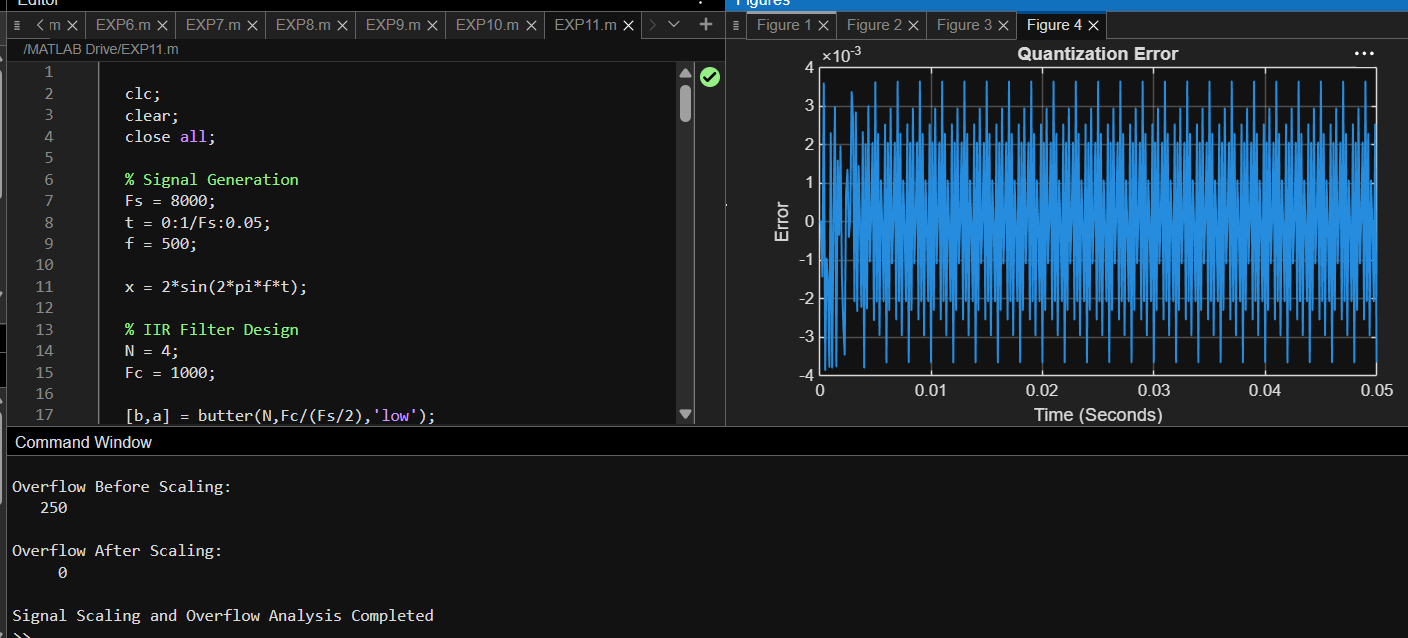 Editor
Figures
m × EXP6.m × EXP7.m × EXP8.m × EXP9.m × EXP10.m × EXP11.m ×
Figure 1 × Figure 2 × Figure 3 × Figure 4 ×
/MATLAB Drive/EXP11.m
1
2 clc;
3 clear;
4 close all;
5
6 % Signal Generation
7 Fs = 8000;
8 t = 0:1/Fs:0.05;
9 f = 500;
10
11 x = 2*sin(2*pi*f*t);
12
13 % IIR Filter Design
14 N = 4;
15 Fc = 1000;
16
17 [b,a] = butter(N,Fc/(Fs/2),'low');
×10-3
Quantization Error
4
3
2
1
0
-1
-2
-3
-4
Error
0 0.01 0.02 0.03 0.04 0.05
Time (Seconds)
Command Window
Overflow Before Scaling:
250
Overflow After Scaling:
0
Signal Scaling and Overflow Analysis Completed
>>